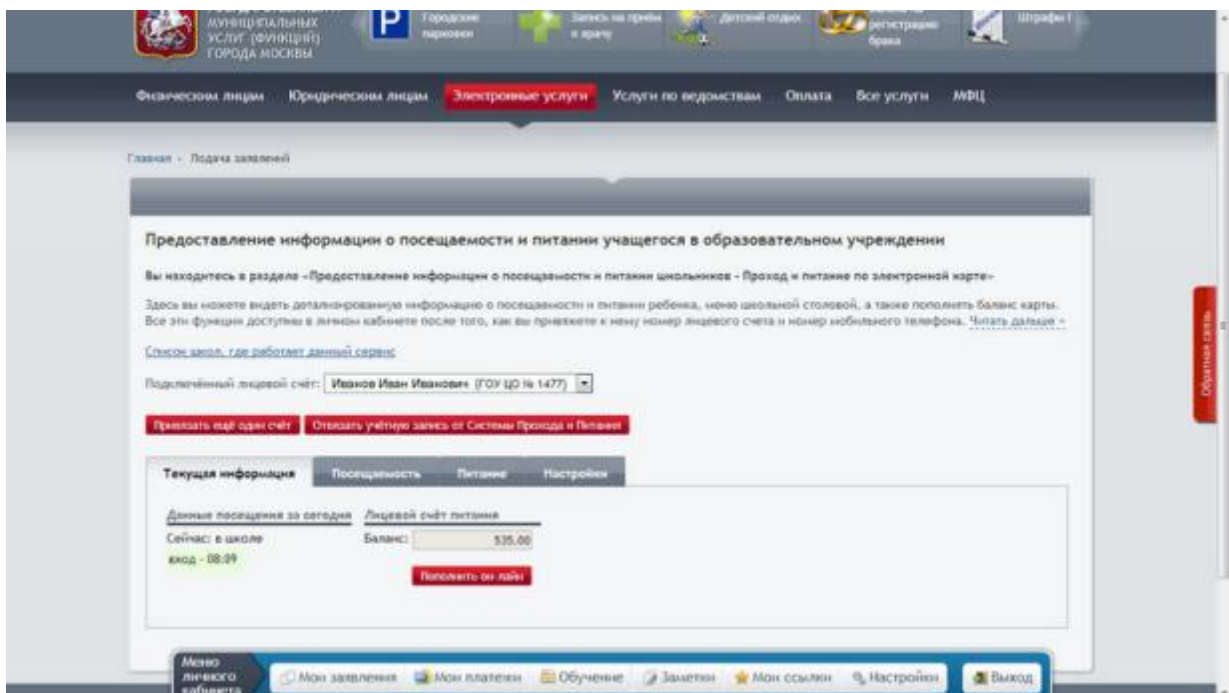 МУНИЦИПАЛЬНЫХ
УСЛУГ (ФУНКЦИЙ)
ГОРОДА МОСКВЫ
P
Городские
парковки
Запись на приём
к врачу
Детский отдых
регистрацию
брака
Штрафы
Физическим лицам Юридическим лицам Электронные услуги Услуги по ведомствам Оплата Все услуги МФЦ
Главная - Подача заявлений
Предоставление информации о посещаемости и питании учащегося в образовательном учреждении
Вы находитесь в разделе «Предоставление информации о посещаемости и питании школьников - Проход и питание по электронной карте»
Здесь вы можете видеть детализированную информацию о посещаемости и питании ребенка, меню школьной столовой, а также пополнять баланс карты.
Все эти функции доступны в личном кабинете после того, как вы привяжете к нему номер лицевого счета и номер мобильного телефона. Читать дальше »
Список школ, где работает данный сервис
Подключённый лицевой счёт: Иванов Иван Иванович (ГОУ ЦО № 1477)
Привязать ещё один счёт Отвязать учётную запись от Системы Прохода и Питания
Текущая информация Посещаемость Питание Настройки
Данные посещения за сегодня Лицевой счёт питания
Сейчас: в школе Баланс: 535.00
вход - 08:09
Пополнить он-лайн
Обратная связь
Меню
личного
кабинета
Мои заявления Мои платежи Обучение Заметки Мои ссылки Настройки Выход